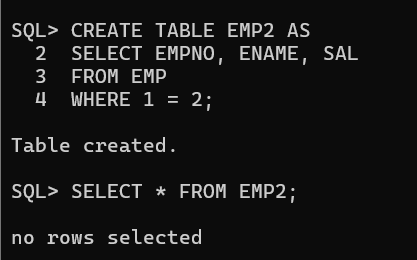 SQL> CREATE TABLE EMP2 AS
  2  SELECT EMPNO, ENAME, SAL
  3  FROM EMP
  4  WHERE 1 = 2;
Table created.
SQL> SELECT * FROM EMP2;
no rows selected